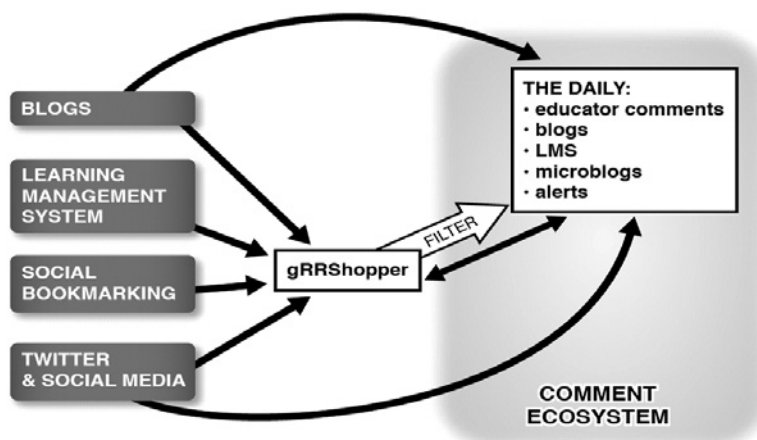 BLOGS
LEARNING
MANAGEMENT
SYSTEM
SOCIAL
BOOKMARKING
TWITTER
& SOCIAL MEDIA
gRRShopper
FILTER
THE DAILY:
· educator comments
· blogs
· LMS
· microblogs
· alerts
COMMENT
ECOSYSTEM